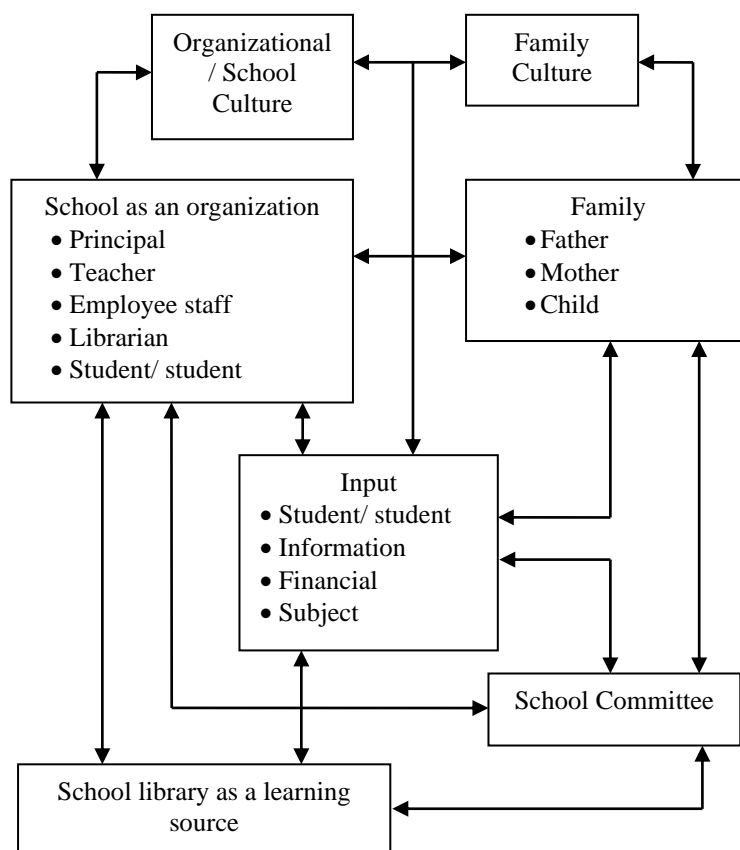 Organizational
/ School
Culture
Family
Culture
School as an organization
• Principal
• Teacher
• Employee staff
• Librarian
• Student/ student
Family
• Father
• Mother
• Child
Input
• Student/ student
• Information
• Financial
• Subject
School Committee
School library as a learning
source